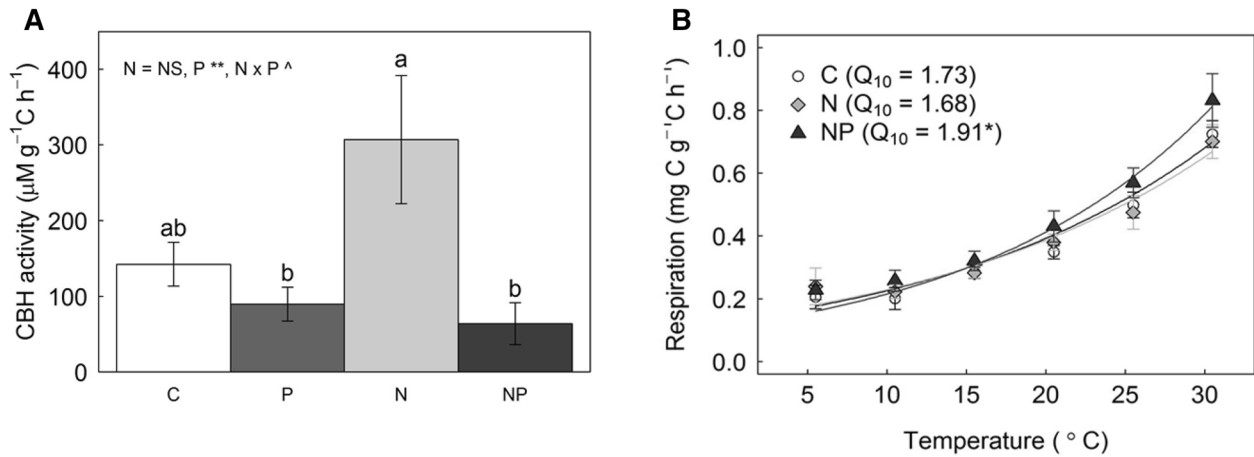 A
CBH activity (μM g⁻¹C h⁻¹)
400
300
200
100
0
N = NS, P **, N x P ^
ab
b
a
b
C
P
N
NP
B
Respiration (mg C g⁻¹C h⁻¹)
1.0
0.8
0.6
0.4
0.2
0.0
C (Q₁₀ = 1.73)
N (Q₁₀ = 1.68)
NP (Q₁₀ = 1.91*)
5
10
15
20
25
30
Temperature ( ° C)